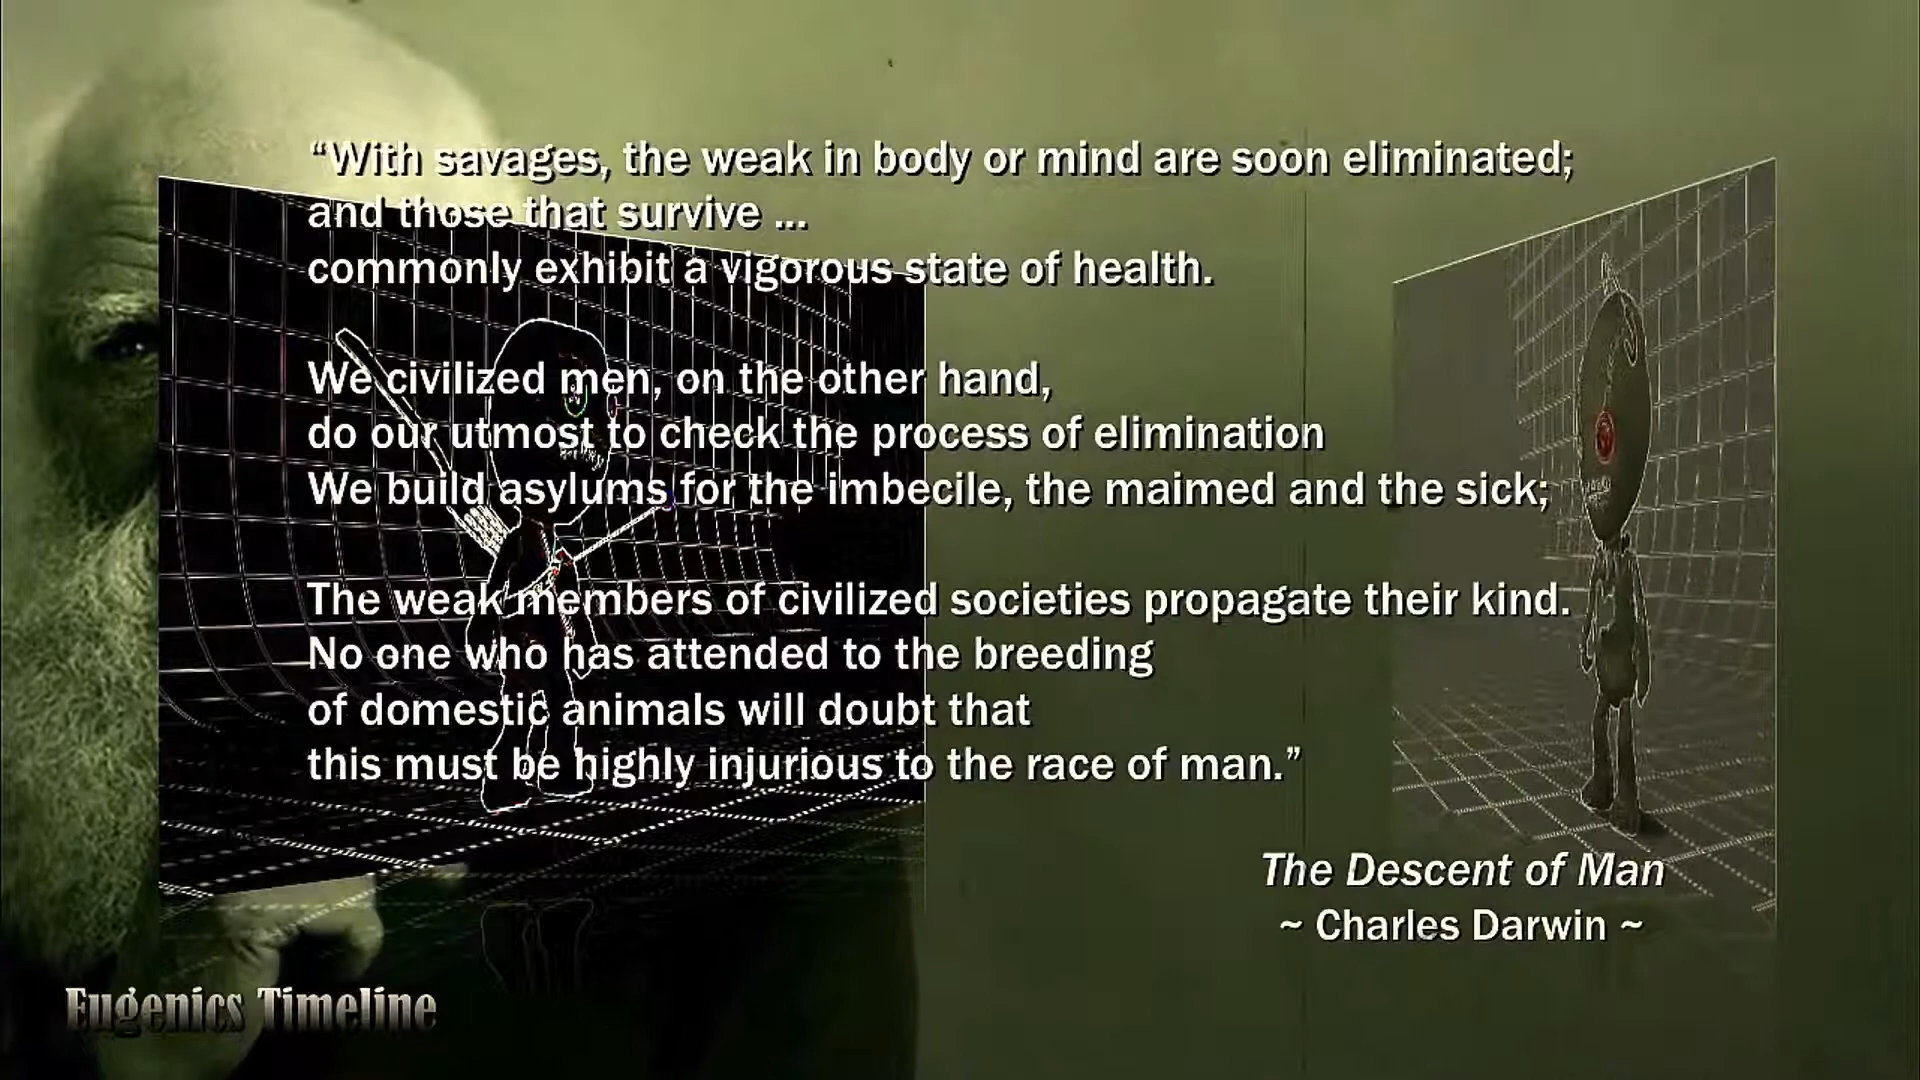 “With savages, the weak in body or mind are soon eliminated;
and those that survive ...
commonly exhibit a vigorous state of health.
We civilized men, on the other hand,
do our utmost to check the process of elimination
We build asylums for the imbecile, the maimed and the sick;
The weak members of civilized societies propagate their kind.
No one who has attended to the breeding
of domestic animals will doubt that
this must be highly injurious to the race of man.”
The Descent of Man
~ Charles Darwin ~
Eugenics Timeline